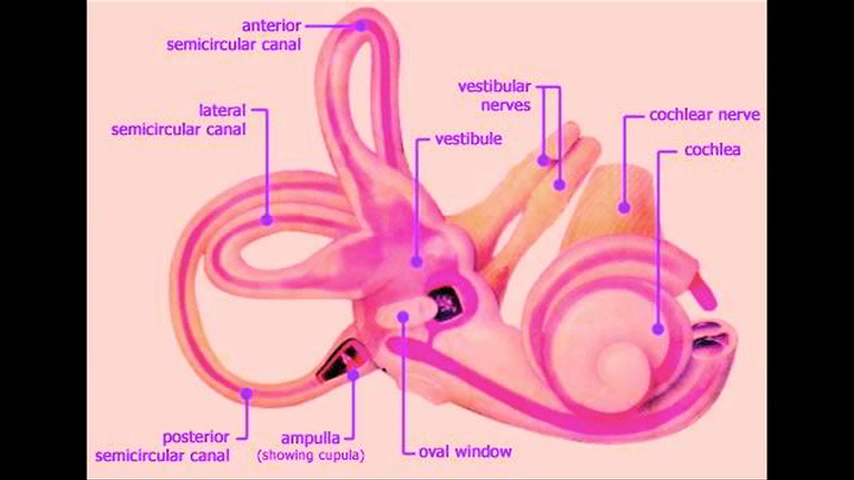 anterior
semicircular canal
lateral
semicircular canal
vestibular
nerves
vestibule
cochlear nerve
cochlea
posterior
semicircular canal
ampulla
(showing cupula)
oval window